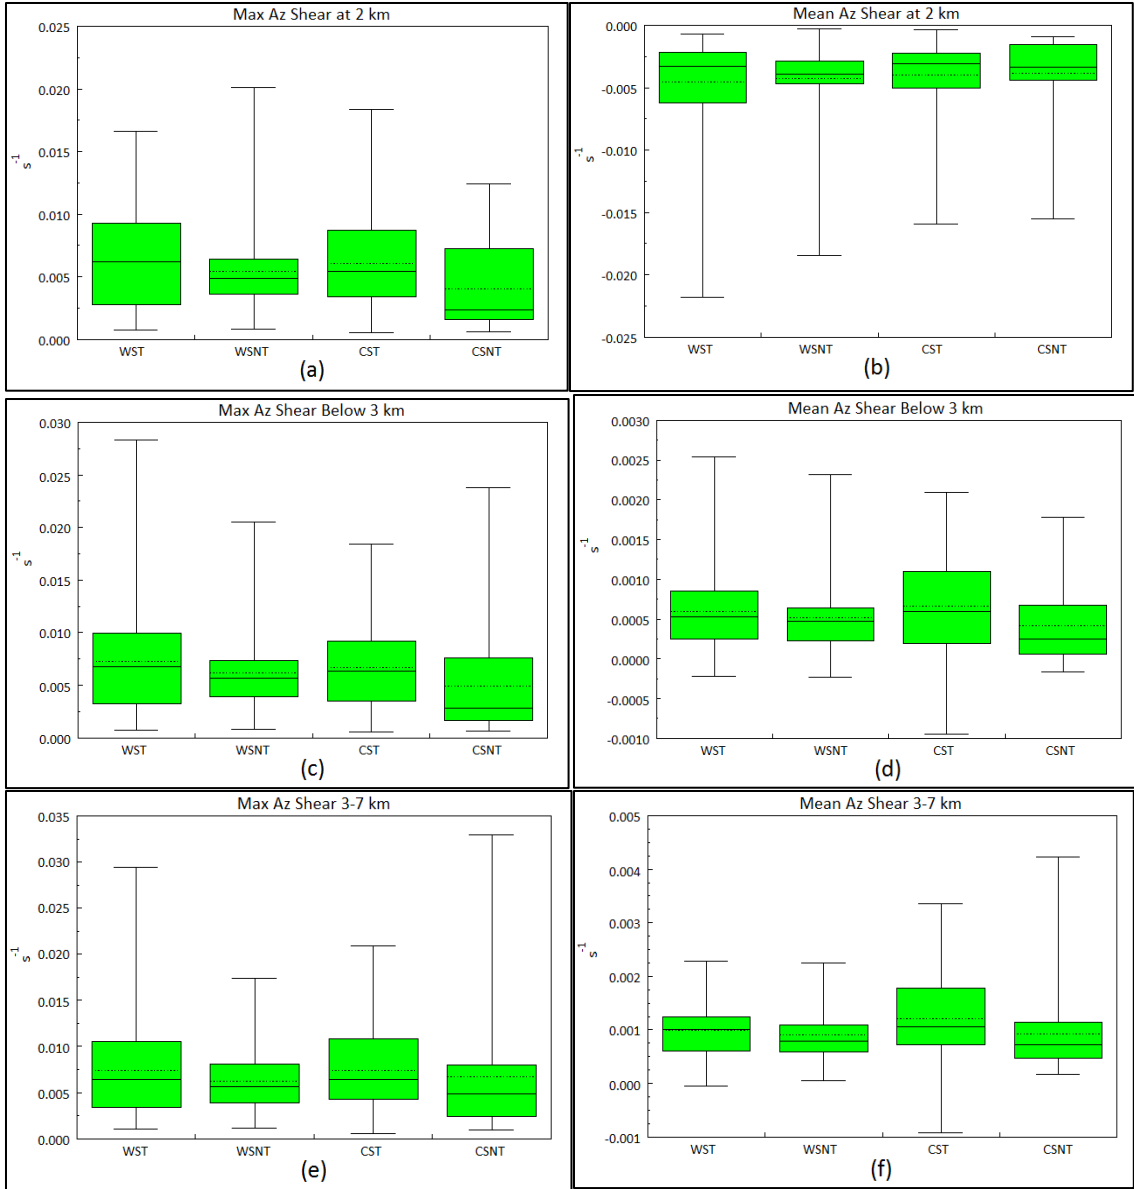 Max Az Shear at 2 km
0.025
0.020
0.015
0.010
0.005
0.000
s-1
WST WSNT CST CSNT
(a)
Mean Az Shear at 2 km
0.000
-0.005
-0.010
-0.015
-0.020
-0.025
s-1
WST WSNT CST CSNT
(b)
Max Az Shear Below 3 km
0.030
0.025
0.020
0.015
0.010
0.005
0.000
s-1
WST WSNT CST CSNT
(c)
Mean Az Shear Below 3 km
0.0030
0.0025
0.0020
0.0015
0.0010
0.0005
0.0000
-0.0005
-0.0010
s-1
WST WSNT CST CSNT
(d)
Max Az Shear 3-7 km
0.035
0.030
0.025
0.020
0.015
0.010
0.005
0.000
s-1
WST WSNT CST CSNT
(e)
Mean Az Shear 3-7 km
0.005
0.004
0.003
0.002
0.001
0.000
-0.001
s-1
WST WSNT CST CSNT
(f)